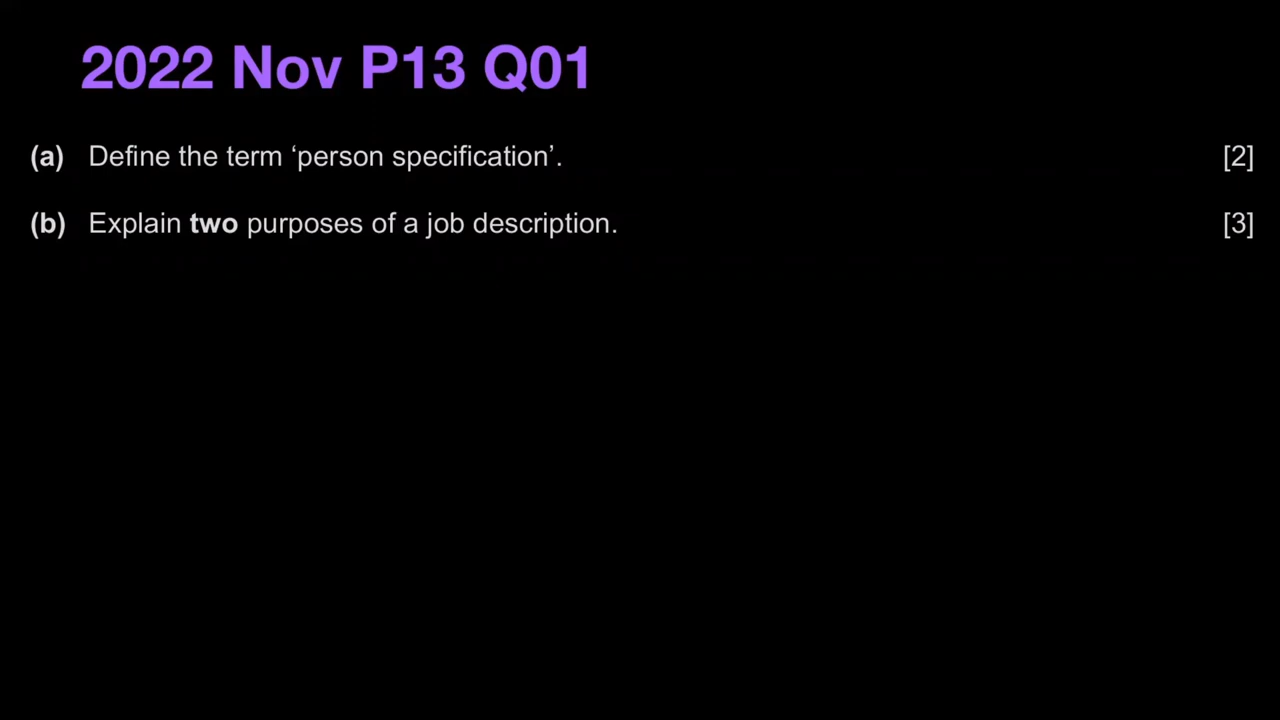 2022 Nov P13 Q01
(a) Define the term ‘person specification’. [2]
(b) Explain two purposes of a job description. [3]